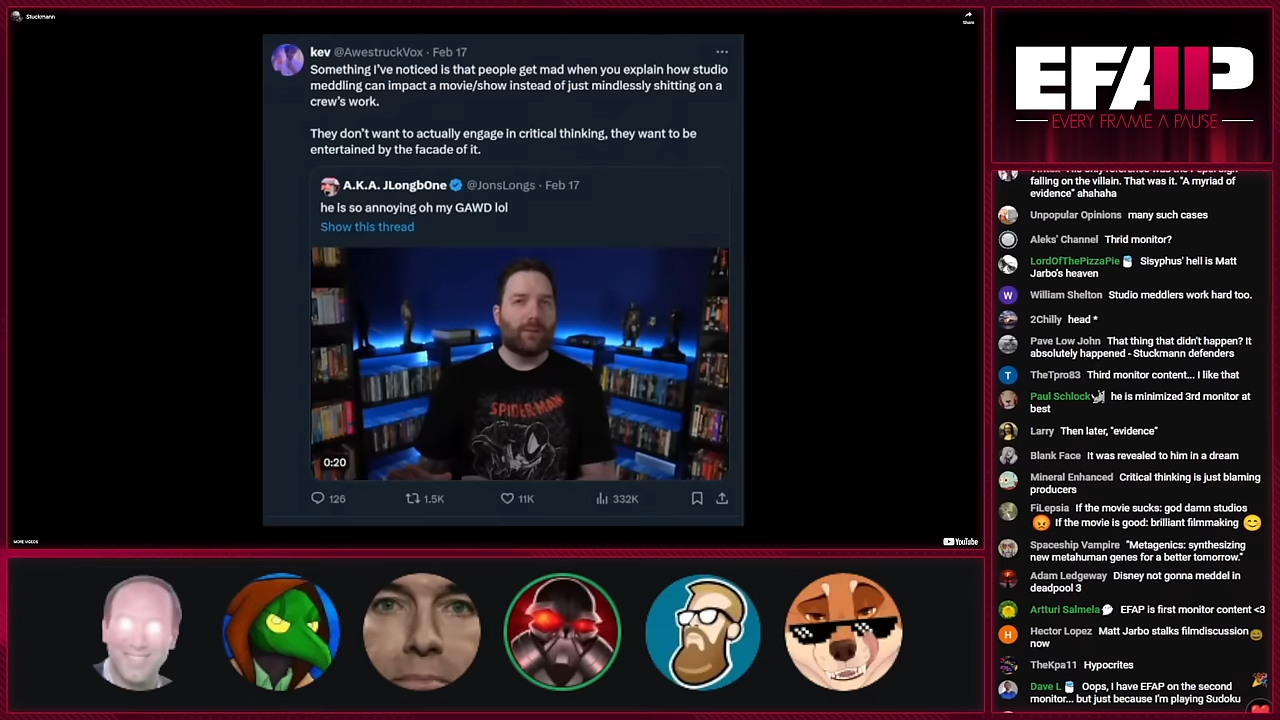 Stuckmann
Share
kev @AwestruckVox · Feb 17
Something I've noticed is that people get mad when you explain how studio
meddling can impact a movie/show instead of just mindlessly shitting on a
crew's work.
They don't want to actually engage in critical thinking, they want to be
entertained by the facade of it.
A.K.A. JLongbOne @JonsLongs · Feb 17
he is so annoying oh my GAWD lol
Show this thread
SPIDER-MAN
0:20
126
1.5K
11K
332K
MORE VIDEOS
YouTube
EFAP
EVERY FRAME A PAUSE
falling on the villain. That was it. "A myriad of
evidence" ahahaha
Unpopular Opinions many such cases
Aleks' Channel Thrid monitor?
LordOfThePizzaPie Sisyphus' hell is Matt
Jarbo's heaven
W William Shelton Studio meddlers work hard too.
2Chilly head *
Pave Low John That thing that didn't happen? It
absolutely happened - Stuckmann defenders
T TheTpro83 Third monitor content... I like that
Paul Schlock he is minimized 3rd monitor at
best
Larry Then later, "evidence"
Blank Face It was revealed to him in a dream
Mineral Enhanced Critical thinking is just blaming
producers
FiLepsia If the movie sucks: god damn studios
😡 If the movie is good: brilliant filmmaking 😊
Spaceship Vampire "Metagenics: synthesizing
new metahuman genes for a better tomorrow."
Adam Ledgeway Disney not gonna meddel in
deadpool 3
Artturi Salmela EFAP is first monitor content <3
H Hector Lopez Matt Jarbo stalks filmdiscussion
now
TheKpa11 Hypocrites
Dave L Oops, I have EFAP on the second
monitor... but just because I'm playing Sudoku